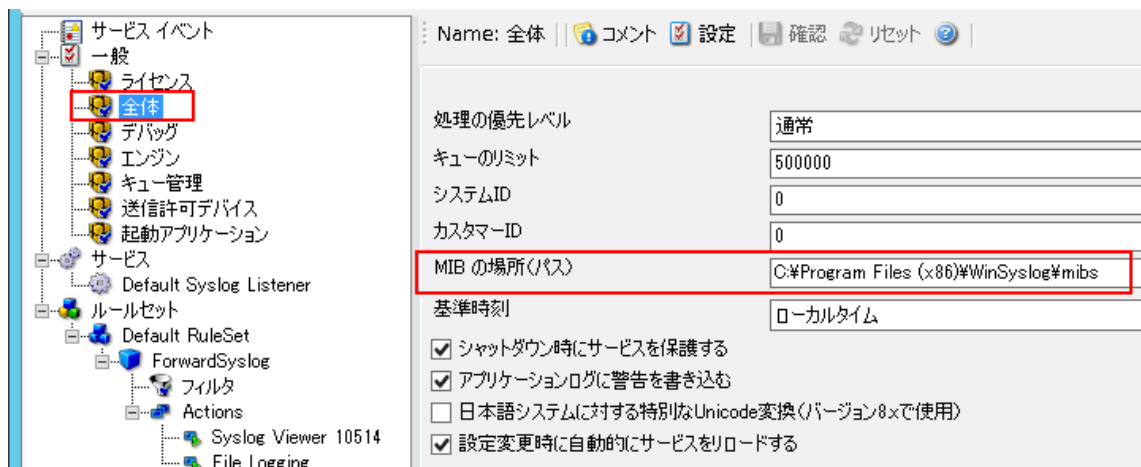 サービス イベント
一般
ライセンス
全体
デバッグ
エンジン
キュー管理
送信許可デバイス
起動アプリケーション
サービス
Default Syslog Listener
ルールセット
Default RuleSet
ForwardSyslog
フィルタ
Actions
Syslog Viewer 10514
File Logging
Name: 全体 コメント 設定 確認 リセット
処理の優先レベル 通常
キューのリミット 500000
システムID 0
カスタマーID 0
MIB の場所(パス) C:¥Program Files (x86)¥WinSyslog¥mibs
基準時刻 ローカルタイム
シャットダウン時にサービスを保護する
アプリケーションログに警告を書き込む
日本語システムに対する特別なUnicode変換(バージョン8.xで使用)
設定変更時に自動的にサービスをリロードする